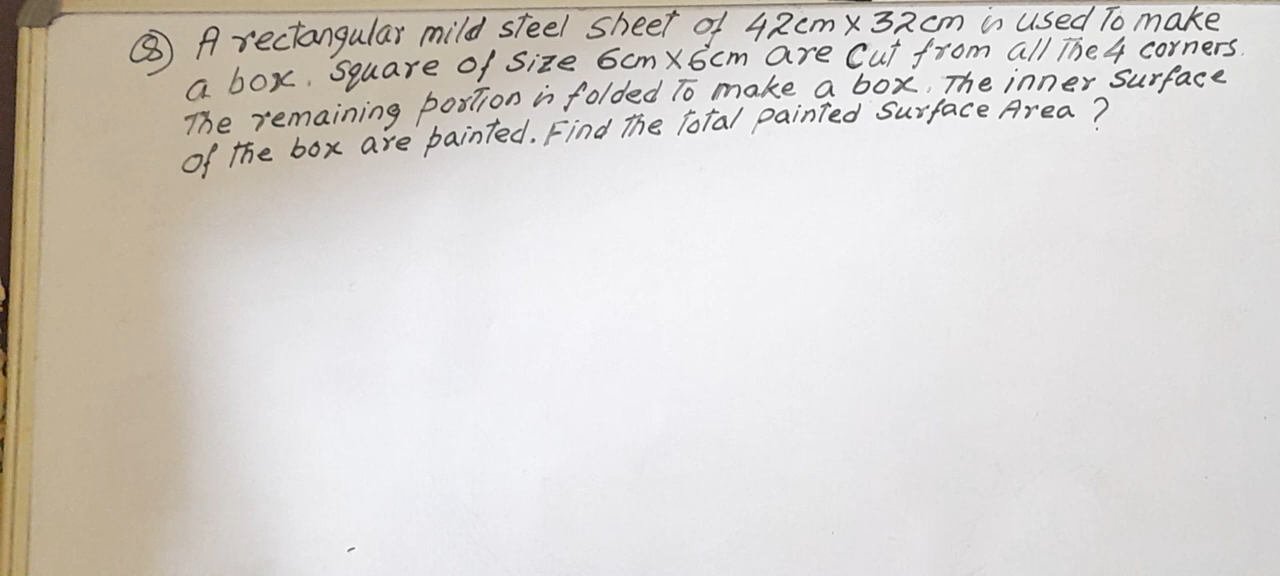 ⑧ A rectangular mild steel sheet of 42cm x 32cm is used To make
a box. Square of Size 6cm x 6cm are Cut from all The 4 corners.
The remaining portion is folded To make a box. The inner Surface
of the box are painted. Find The Total painted Surface Area ?